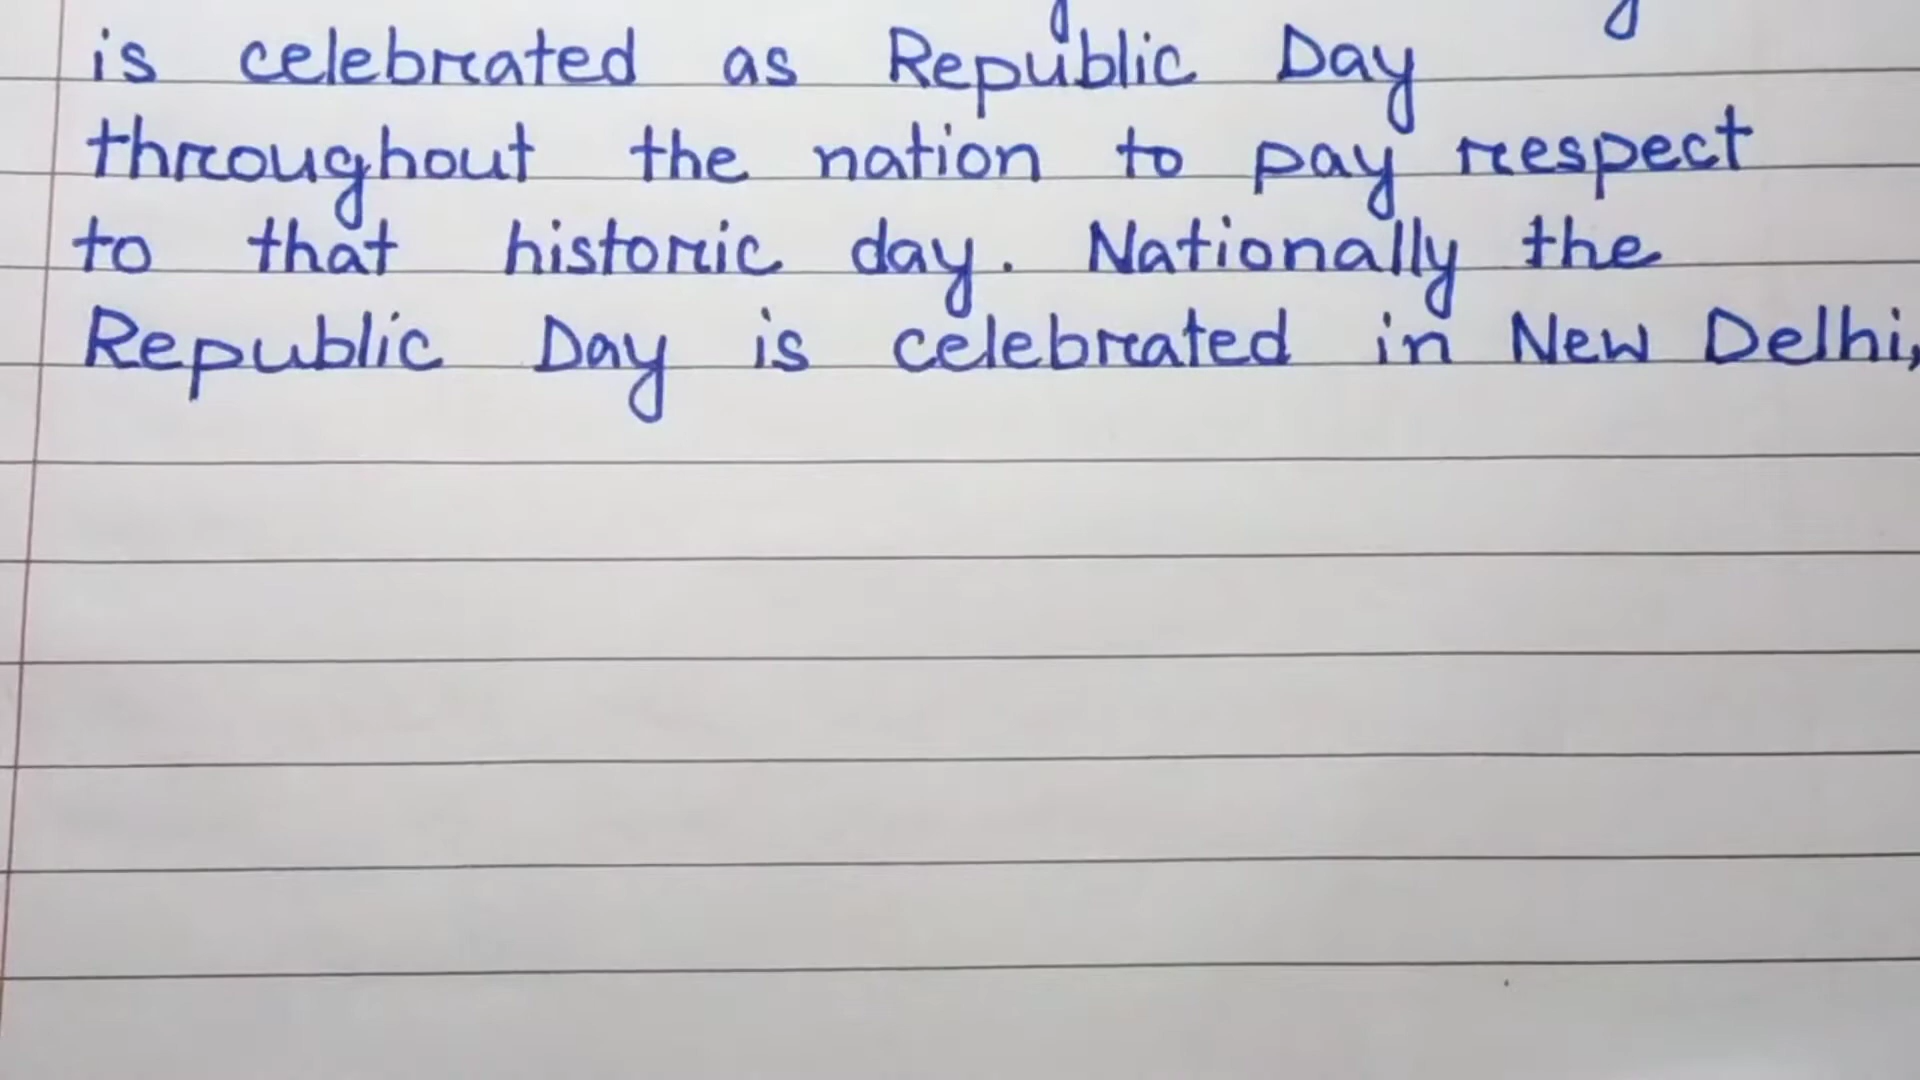 is celebrated as Republic Day
throughout the nation to pay respect
to that historic day. Nationally the
Republic Day is celebrated in New Delhi,